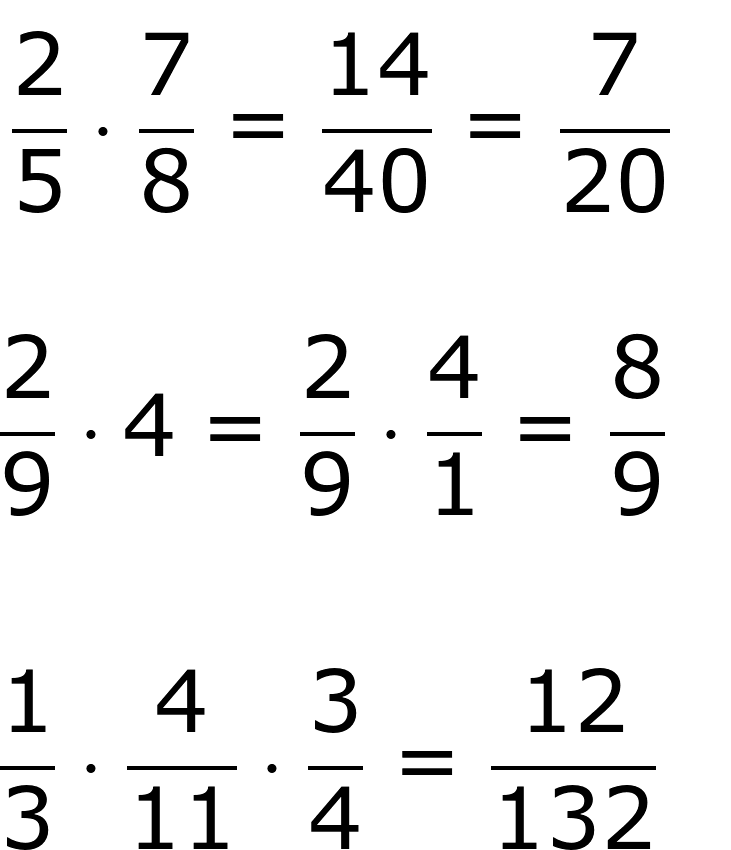 2/5 · 7/8 = 14/40 = 7/20
2/9 · 4 = 2/9 · 4/1 = 8/9
1/3 · 4/11 · 3/4 = 12/132